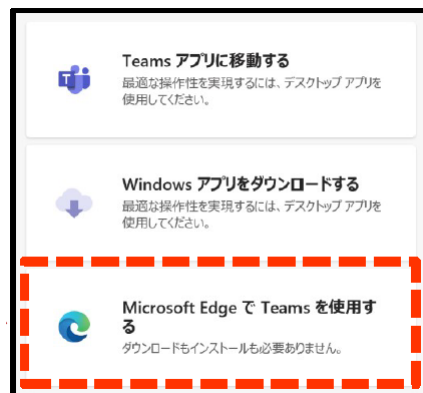 Teams アプリに移動する
最適な操作性を実現するには、デスクトップ アプリを
使用してください。
Windows アプリをダウンロードする
最適な操作性を実現するには、デスクトップ アプリを
使用してください。
Microsoft Edge で Teams を使用す
る
ダウンロードもインストールも必要ありません。